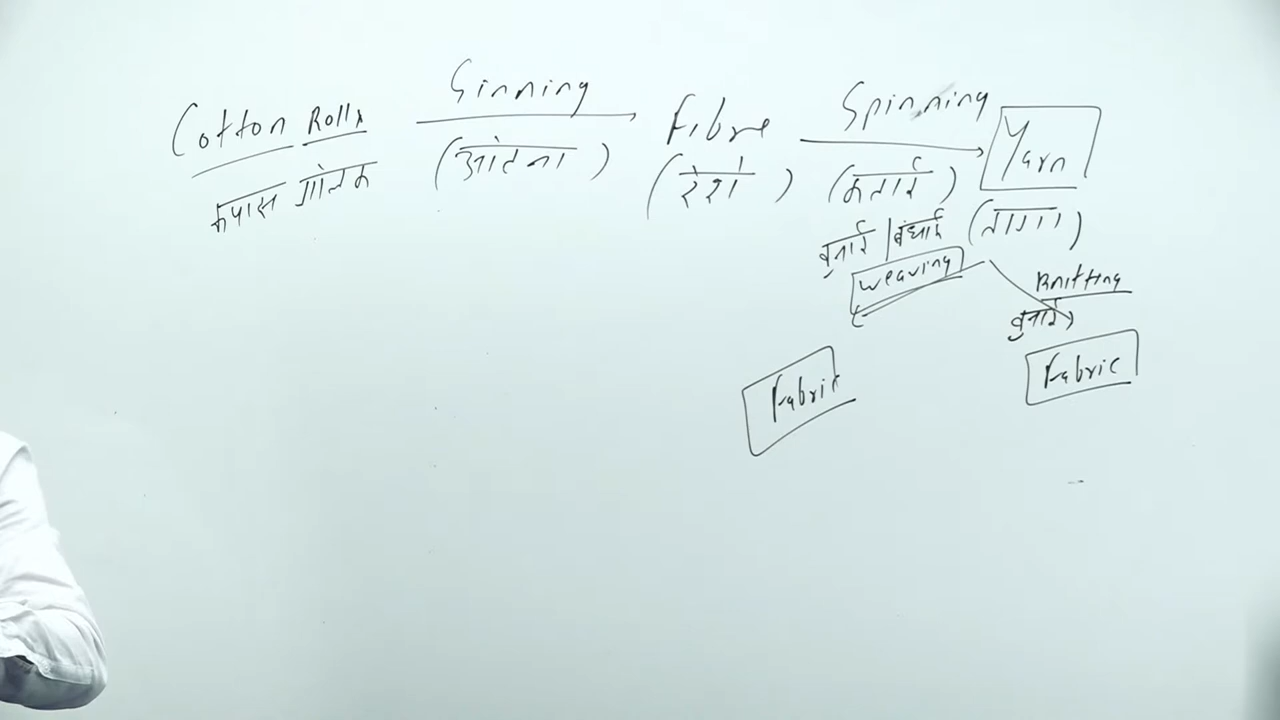 Cotton Rolls
कपास गोलक
Ginning
(ओटना)
Fibre
(रेशे)
Spinning
(कताई)
Yarn
(तागा)
बुनाई | बंधाई
Weaving
Knitting
बुनाई
Fabric
Fabric